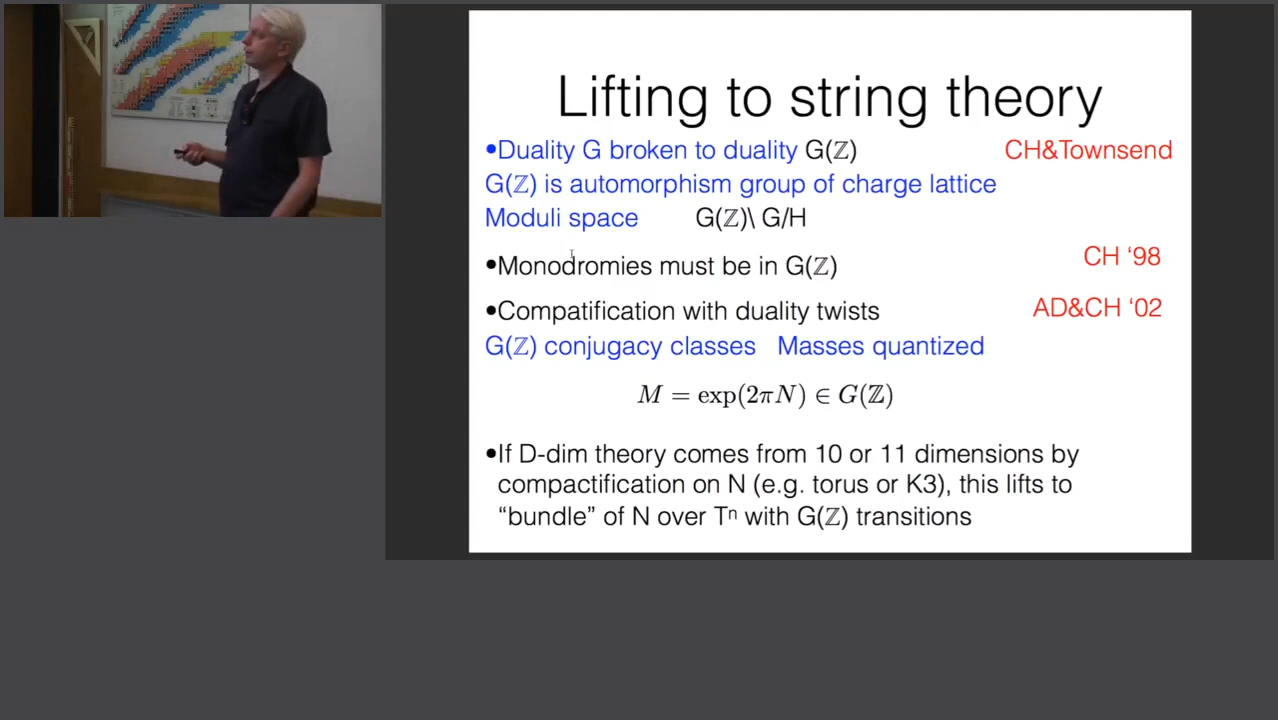 Lifting to string theory
•Duality G broken to duality G(ℤ) CH&Townsend
G(ℤ) is automorphism group of charge lattice
Moduli space G(ℤ)\ G/H
•Monodromies must be in G(ℤ) CH ‘98
•Compatification with duality twists AD&CH ‘02
G(ℤ) conjugacy classes Masses quantized
M = exp(2πN) ∈ G(ℤ)
•If D-dim theory comes from 10 or 11 dimensions by
compactification on N (e.g. torus or K3), this lifts to
“bundle” of N over Tⁿ with G(ℤ) transitions